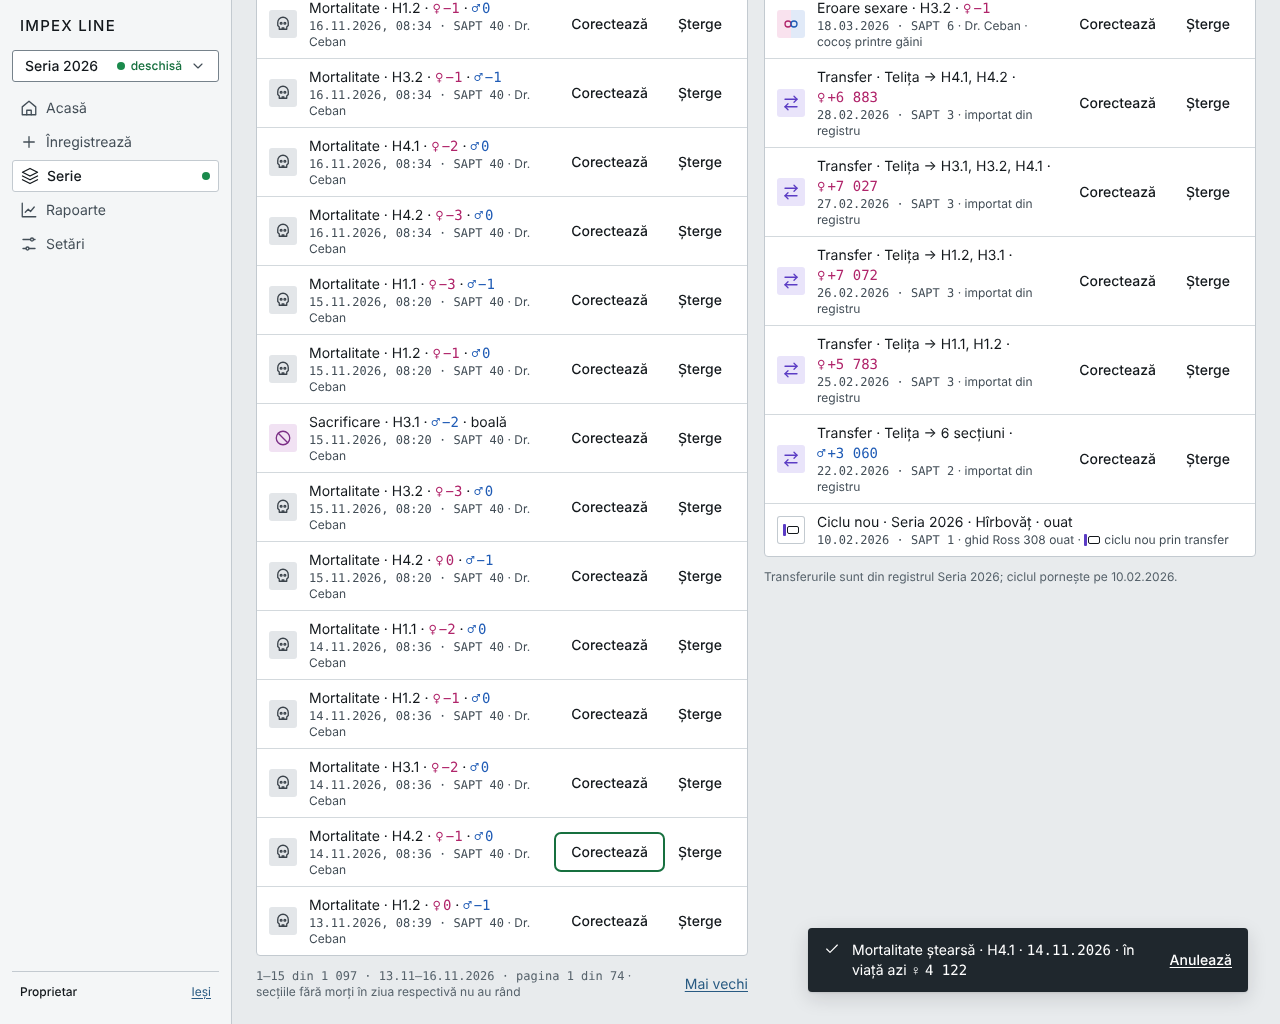 IMPEX LINE
Seria 2026 deschisă
Acasă
Înregistrează
Serie
Rapoarte
Setări
Proprietar Ieși
Mortalitate · H1.2 · ♀−1 · ♂0
16.11.2026, 08:34 · SAPT 40 · Dr.
Ceban
Corectează Șterge
Mortalitate · H3.2 · ♀−1 · ♂−1
16.11.2026, 08:34 · SAPT 40 · Dr.
Ceban
Corectează Șterge
Mortalitate · H4.1 · ♀−2 · ♂0
16.11.2026, 08:34 · SAPT 40 · Dr.
Ceban
Corectează Șterge
Mortalitate · H4.2 · ♀−3 · ♂0
16.11.2026, 08:34 · SAPT 40 · Dr.
Ceban
Corectează Șterge
Mortalitate · H1.1 · ♀−3 · ♂−1
15.11.2026, 08:20 · SAPT 40 · Dr.
Ceban
Corectează Șterge
Mortalitate · H1.2 · ♀−1 · ♂0
15.11.2026, 08:20 · SAPT 40 · Dr.
Ceban
Corectează Șterge
Sacrificare · H3.1 · ♂−2 · boală
15.11.2026, 08:20 · SAPT 40 · Dr.
Ceban
Corectează Șterge
Mortalitate · H3.2 · ♀−3 · ♂0
15.11.2026, 08:20 · SAPT 40 · Dr.
Ceban
Corectează Șterge
Mortalitate · H4.2 · ♀0 · ♂−1
15.11.2026, 08:20 · SAPT 40 · Dr.
Ceban
Corectează Șterge
Mortalitate · H1.1 · ♀−2 · ♂0
14.11.2026, 08:36 · SAPT 40 · Dr.
Ceban
Corectează Șterge
Mortalitate · H1.2 · ♀−1 · ♂0
14.11.2026, 08:36 · SAPT 40 · Dr.
Ceban
Corectează Șterge
Mortalitate · H3.1 · ♀−2 · ♂0
14.11.2026, 08:36 · SAPT 40 · Dr.
Ceban
Corectează Șterge
Mortalitate · H4.2 · ♀−1 · ♂0
14.11.2026, 08:36 · SAPT 40 · Dr.
Ceban
Corectează Șterge
Mortalitate · H1.2 · ♀0 · ♂−1
13.11.2026, 08:39 · SAPT 40 · Dr.
Ceban
Corectează Șterge
1–15 din 1 097 · 13.11–16.11.2026 · pagina 1 din 74 ·
secțiile fără morți în ziua respectivă nu au rând
Mai vechi
Eroare sexare · H3.2 · ♀−1
18.03.2026 · SAPT 6 · Dr. Ceban ·
cocoș printre găini
Corectează Șterge
Transfer · Telița → H4.1, H4.2 ·
♀+6 883
28.02.2026 · SAPT 3 · importat din
registru
Corectează Șterge
Transfer · Telița → H3.1, H3.2, H4.1 ·
♀+7 027
27.02.2026 · SAPT 3 · importat din
registru
Corectează Șterge
Transfer · Telița → H1.2, H3.1 ·
♀+7 072
26.02.2026 · SAPT 3 · importat din
registru
Corectează Șterge
Transfer · Telița → H1.1, H1.2 ·
♀+5 783
25.02.2026 · SAPT 3 · importat din
registru
Corectează Șterge
Transfer · Telița → 6 secțiuni ·
♂+3 060
22.02.2026 · SAPT 2 · importat din
registru
Corectează Șterge
Ciclu nou · Seria 2026 · Hîrbovăț · ouat
10.02.2026 · SAPT 1 · ghid Ross 308 ouat · ciclu nou prin transfer
Transferurile sunt din registrul Seria 2026; ciclul pornește pe 10.02.2026.
Mortalitate ștearsă · H4.1 · 14.11.2026 · în
viață azi ♀ 4 122
Anulează